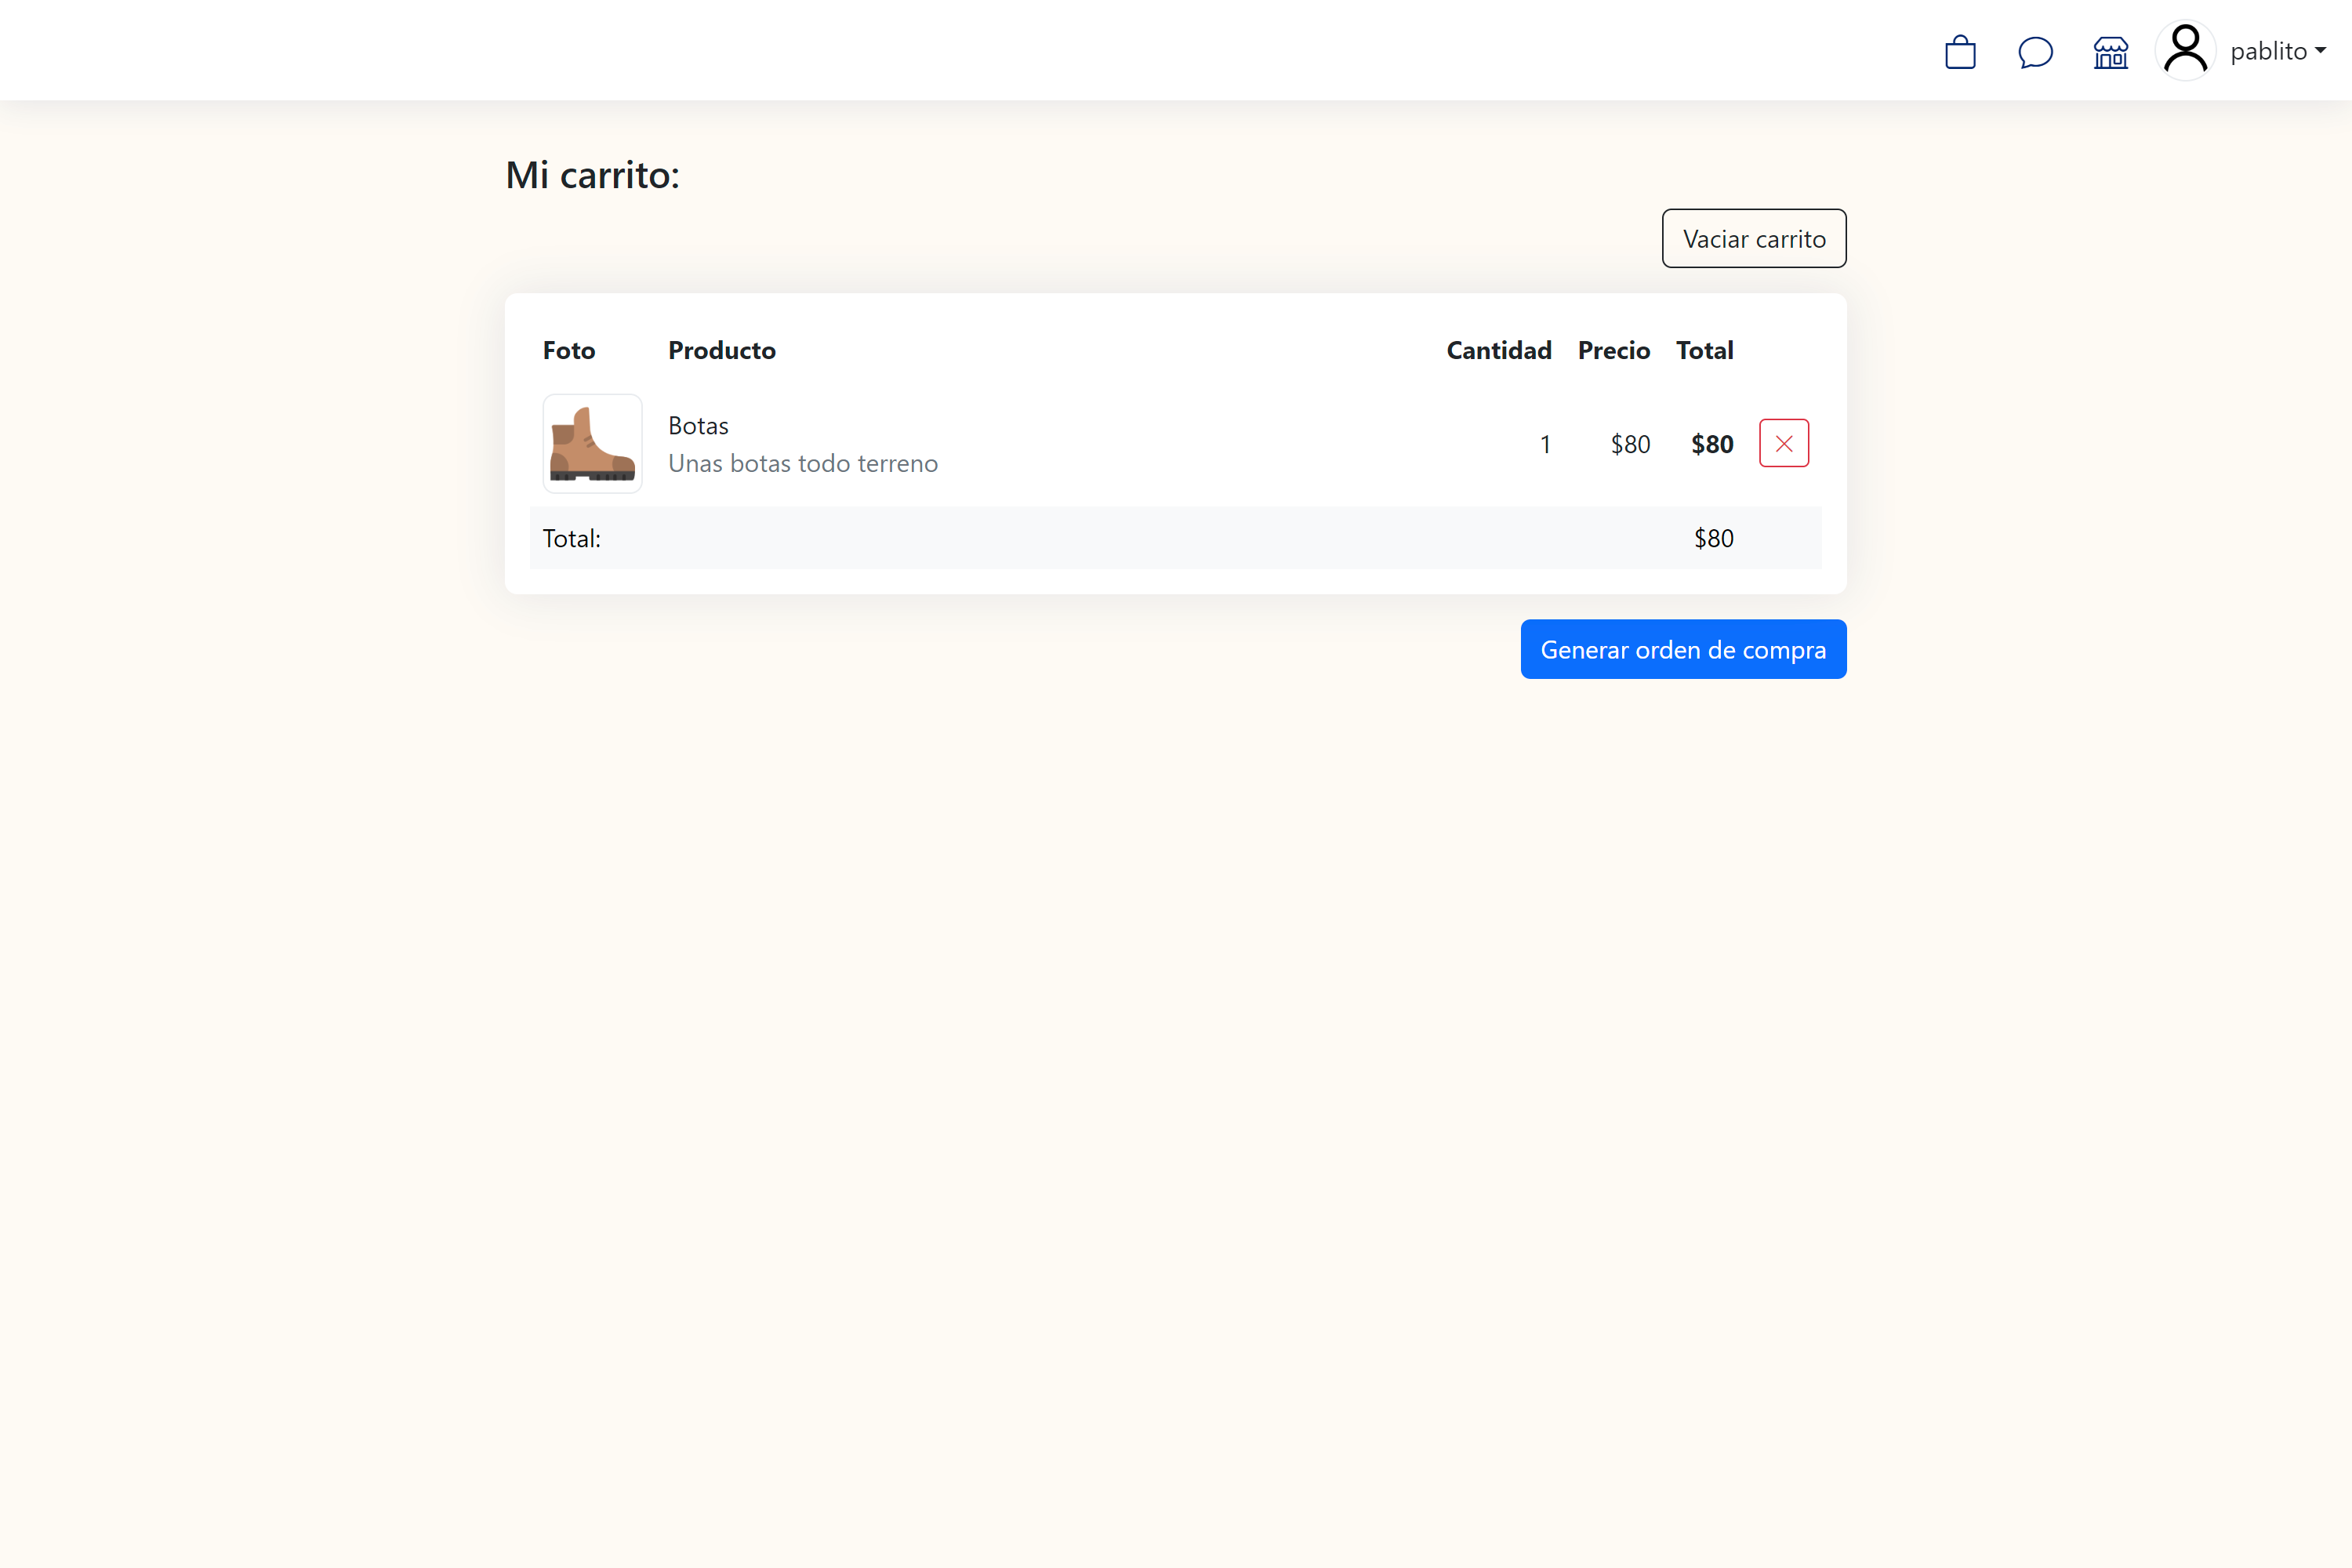 pablito
Mi carrito:
Vaciar carrito
Foto Producto Cantidad Precio Total
Botas
Unas botas todo terreno
1 $80 $80
Total: $80
Generar orden de compra